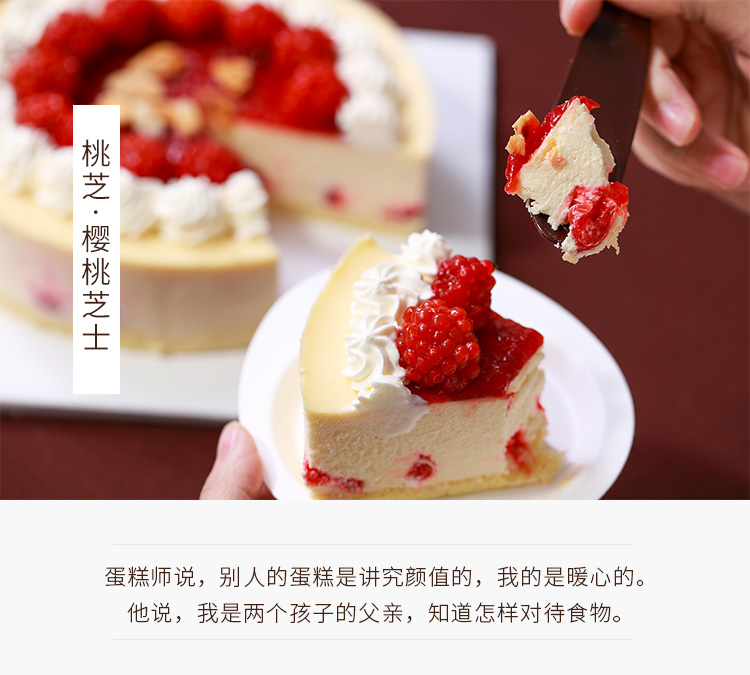 桃芝·樱桃芝士
蛋糕师说，别人的蛋糕是讲究颜值的，我的是暖心的。
他说，我是两个孩子的父亲，知道怎样对待食物。